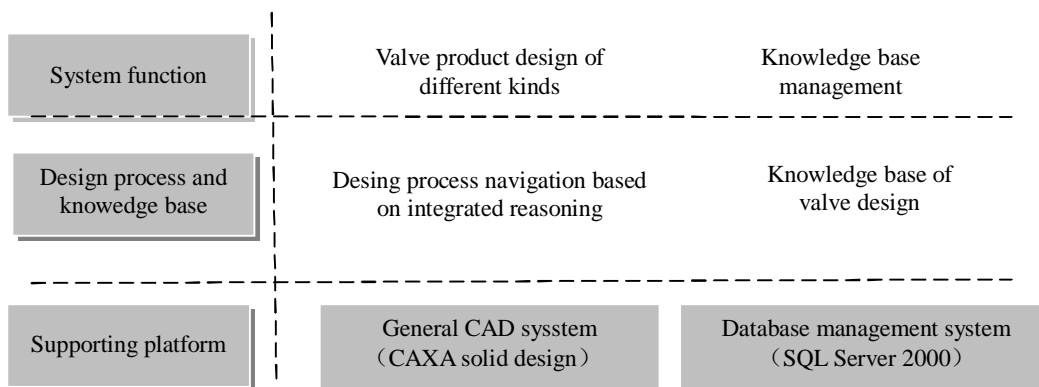 System function
Valve product design of
different kinds
Knowledge base
management
Design process and
knowedge base
Desing process navigation based
on integrated reasoning
Knowledge base of
valve design
Supporting platform
General CAD sysstem
（CAXA solid design）
Database management system
（SQL Server 2000）